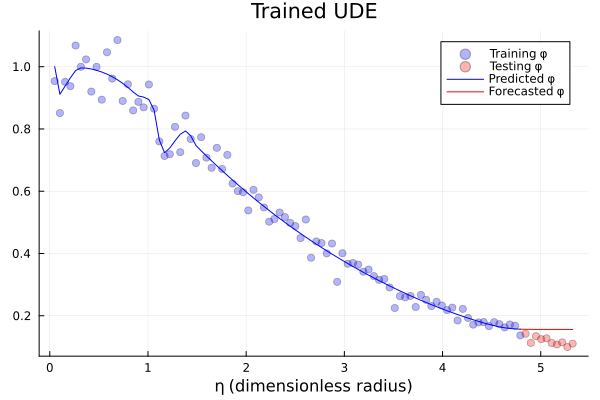 Trained UDE
Training φ
Testing φ
Predicted φ
Forecasted φ
1.0
0.8
0.6
0.4
0.2
0
1
2
3
4
5
η (dimensionless radius)